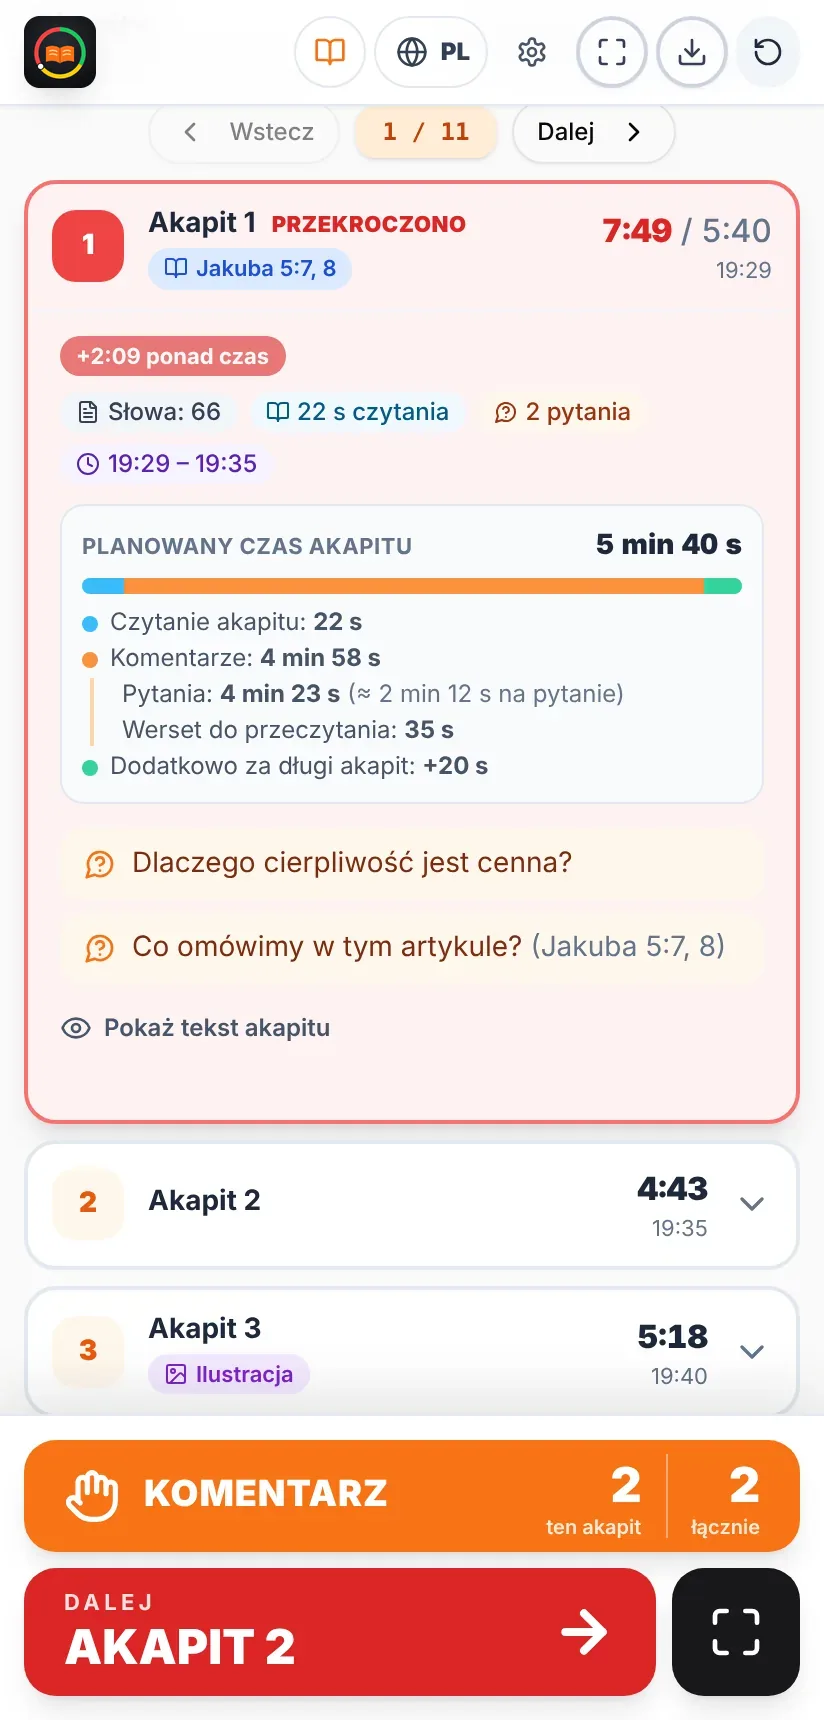 PL
Wstecz
1 / 11
Dalej
1
Akapit 1 PRZEKROCZONO
7:49 / 5:40
Jakuba 5:7, 8
19:29
+2:09 ponad czas
Słowa: 66
22 s czytania
2 pytania
19:29 – 19:35
PLANOWANY CZAS AKAPITU
5 min 40 s
Czytanie akapitu: 22 s
Komentarze: 4 min 58 s
Pytania: 4 min 23 s (≈ 2 min 12 s na pytanie)
Werset do przeczytania: 35 s
Dodatkowo za długi akapit: +20 s
Dlaczego cierpliwość jest cenna?
Co omówimy w tym artykule? (Jakuba 5:7, 8)
Pokaż tekst akapitu
2
Akapit 2
4:43
19:35
3
Akapit 3
5:18
Ilustracja
19:40
KOMENTARZ
2
ten akapit
2
łącznie
DALEJ
AKAPIT 2